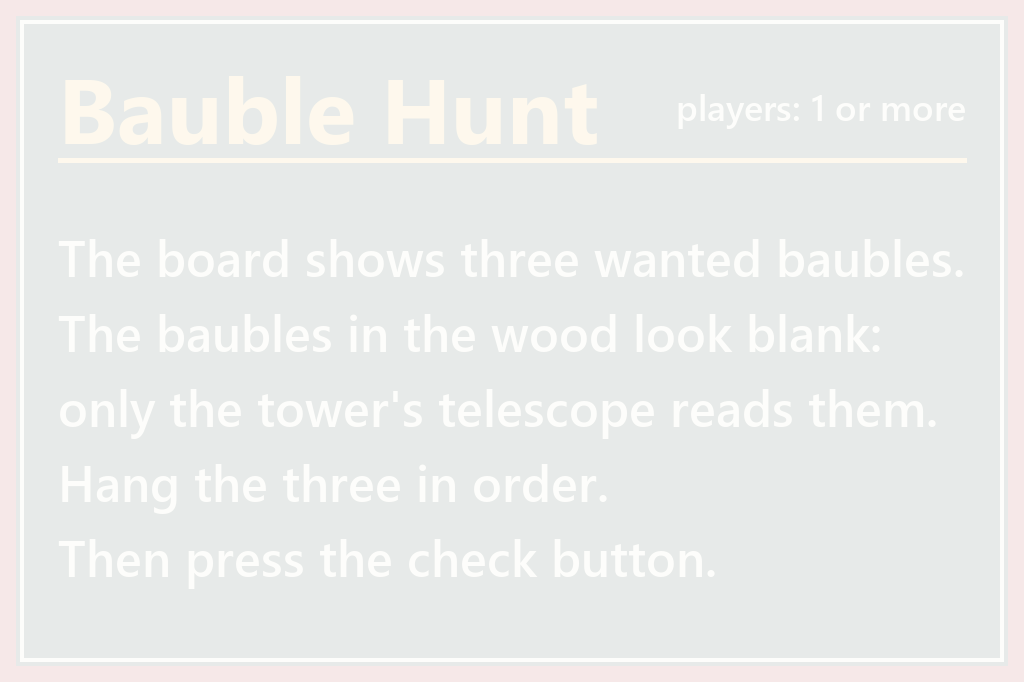 Bauble Hunt
players: 1 or more
The board shows three wanted baubles.
The baubles in the wood look blank:
only the tower's telescope reads them.
Hang the three in order.
Then press the check button.